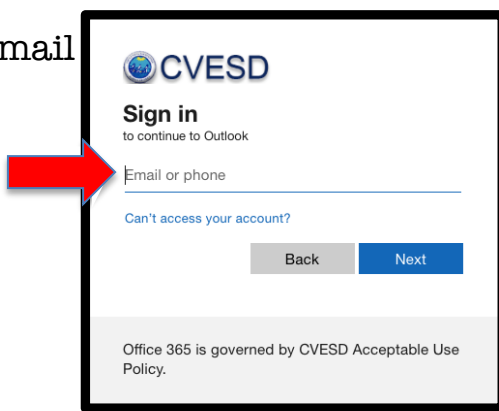 mail
CVESD
Sign in
to continue to Outlook
Email or phone
Can't access your account?
Back
Next
Office 365 is governed by CVESD Acceptable Use
Policy.